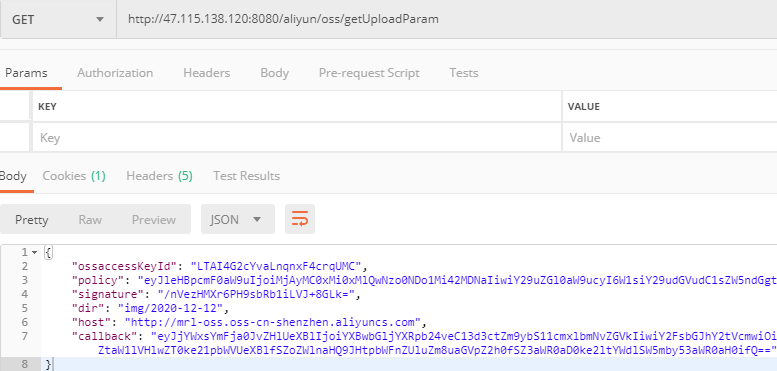 GET http://47.115.138.120:8080/aliyun/oss/getUploadParam
Params Authorization Headers Body Pre-request Script Tests
KEY VALUE
Key Value
Body Cookies (1) Headers (5) Test Results
Pretty Raw Preview JSON
1 {
2 "ossaccessKeyId": "LTAI4G2cYvaLnqnxF4crqUMC",
3 "policy": "eyJleHBpcmF0aW9uIjoiMjAyMC0xMi0xMlQwNzo0NDo1Mi42MDNaIiwiY29uZGl0aW9ucyI6W1siY29udGVudC1sZW5ndGgt
4 "signature": "/nVezHMXr6PH9sbRb1iLVJ+8GLk=",
5 "dir": "img/2020-12-12",
6 "host": "http://mrl-oss.oss-cn-shenzhen.aliyuncs.com",
7 "callback": "eyJjYWxsYmFja0JvZHlUeXBlIjoiYXBwbGljYXRpb24veC13d3ctZm9ybS11cmxlbmNvZGVkIiwiY2FsbGJhY2tVcmwiOi
ZtaW1lVHlwZT0ke21pbWVUeXBlfSZoZWlnaHQ9JHtpbWFnZUluZm8uaGVpZ2h0fSZ3aWR0aD0ke2ltYWdlSW5mby53aWR0aH0ifQ=="
8 }